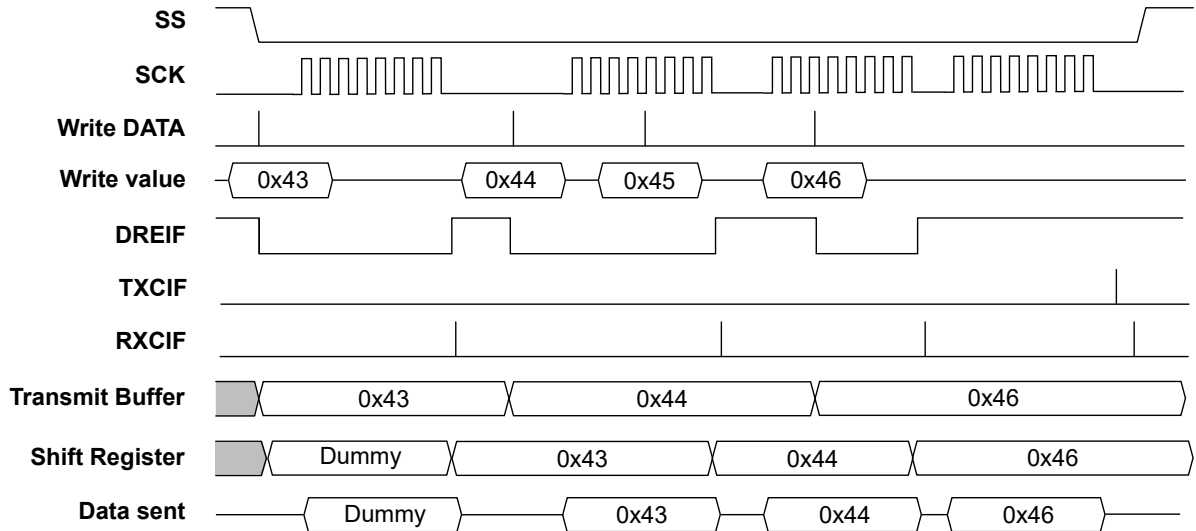 SS
SCK
Write DATA
Write value 0x43 0x44 0x45 0x46
DREIF
TXCIF
RXCIF
Transmit Buffer 0x43 0x44 0x46
Shift Register Dummy 0x43 0x44 0x46
Data sent Dummy 0x43 0x44 0x46